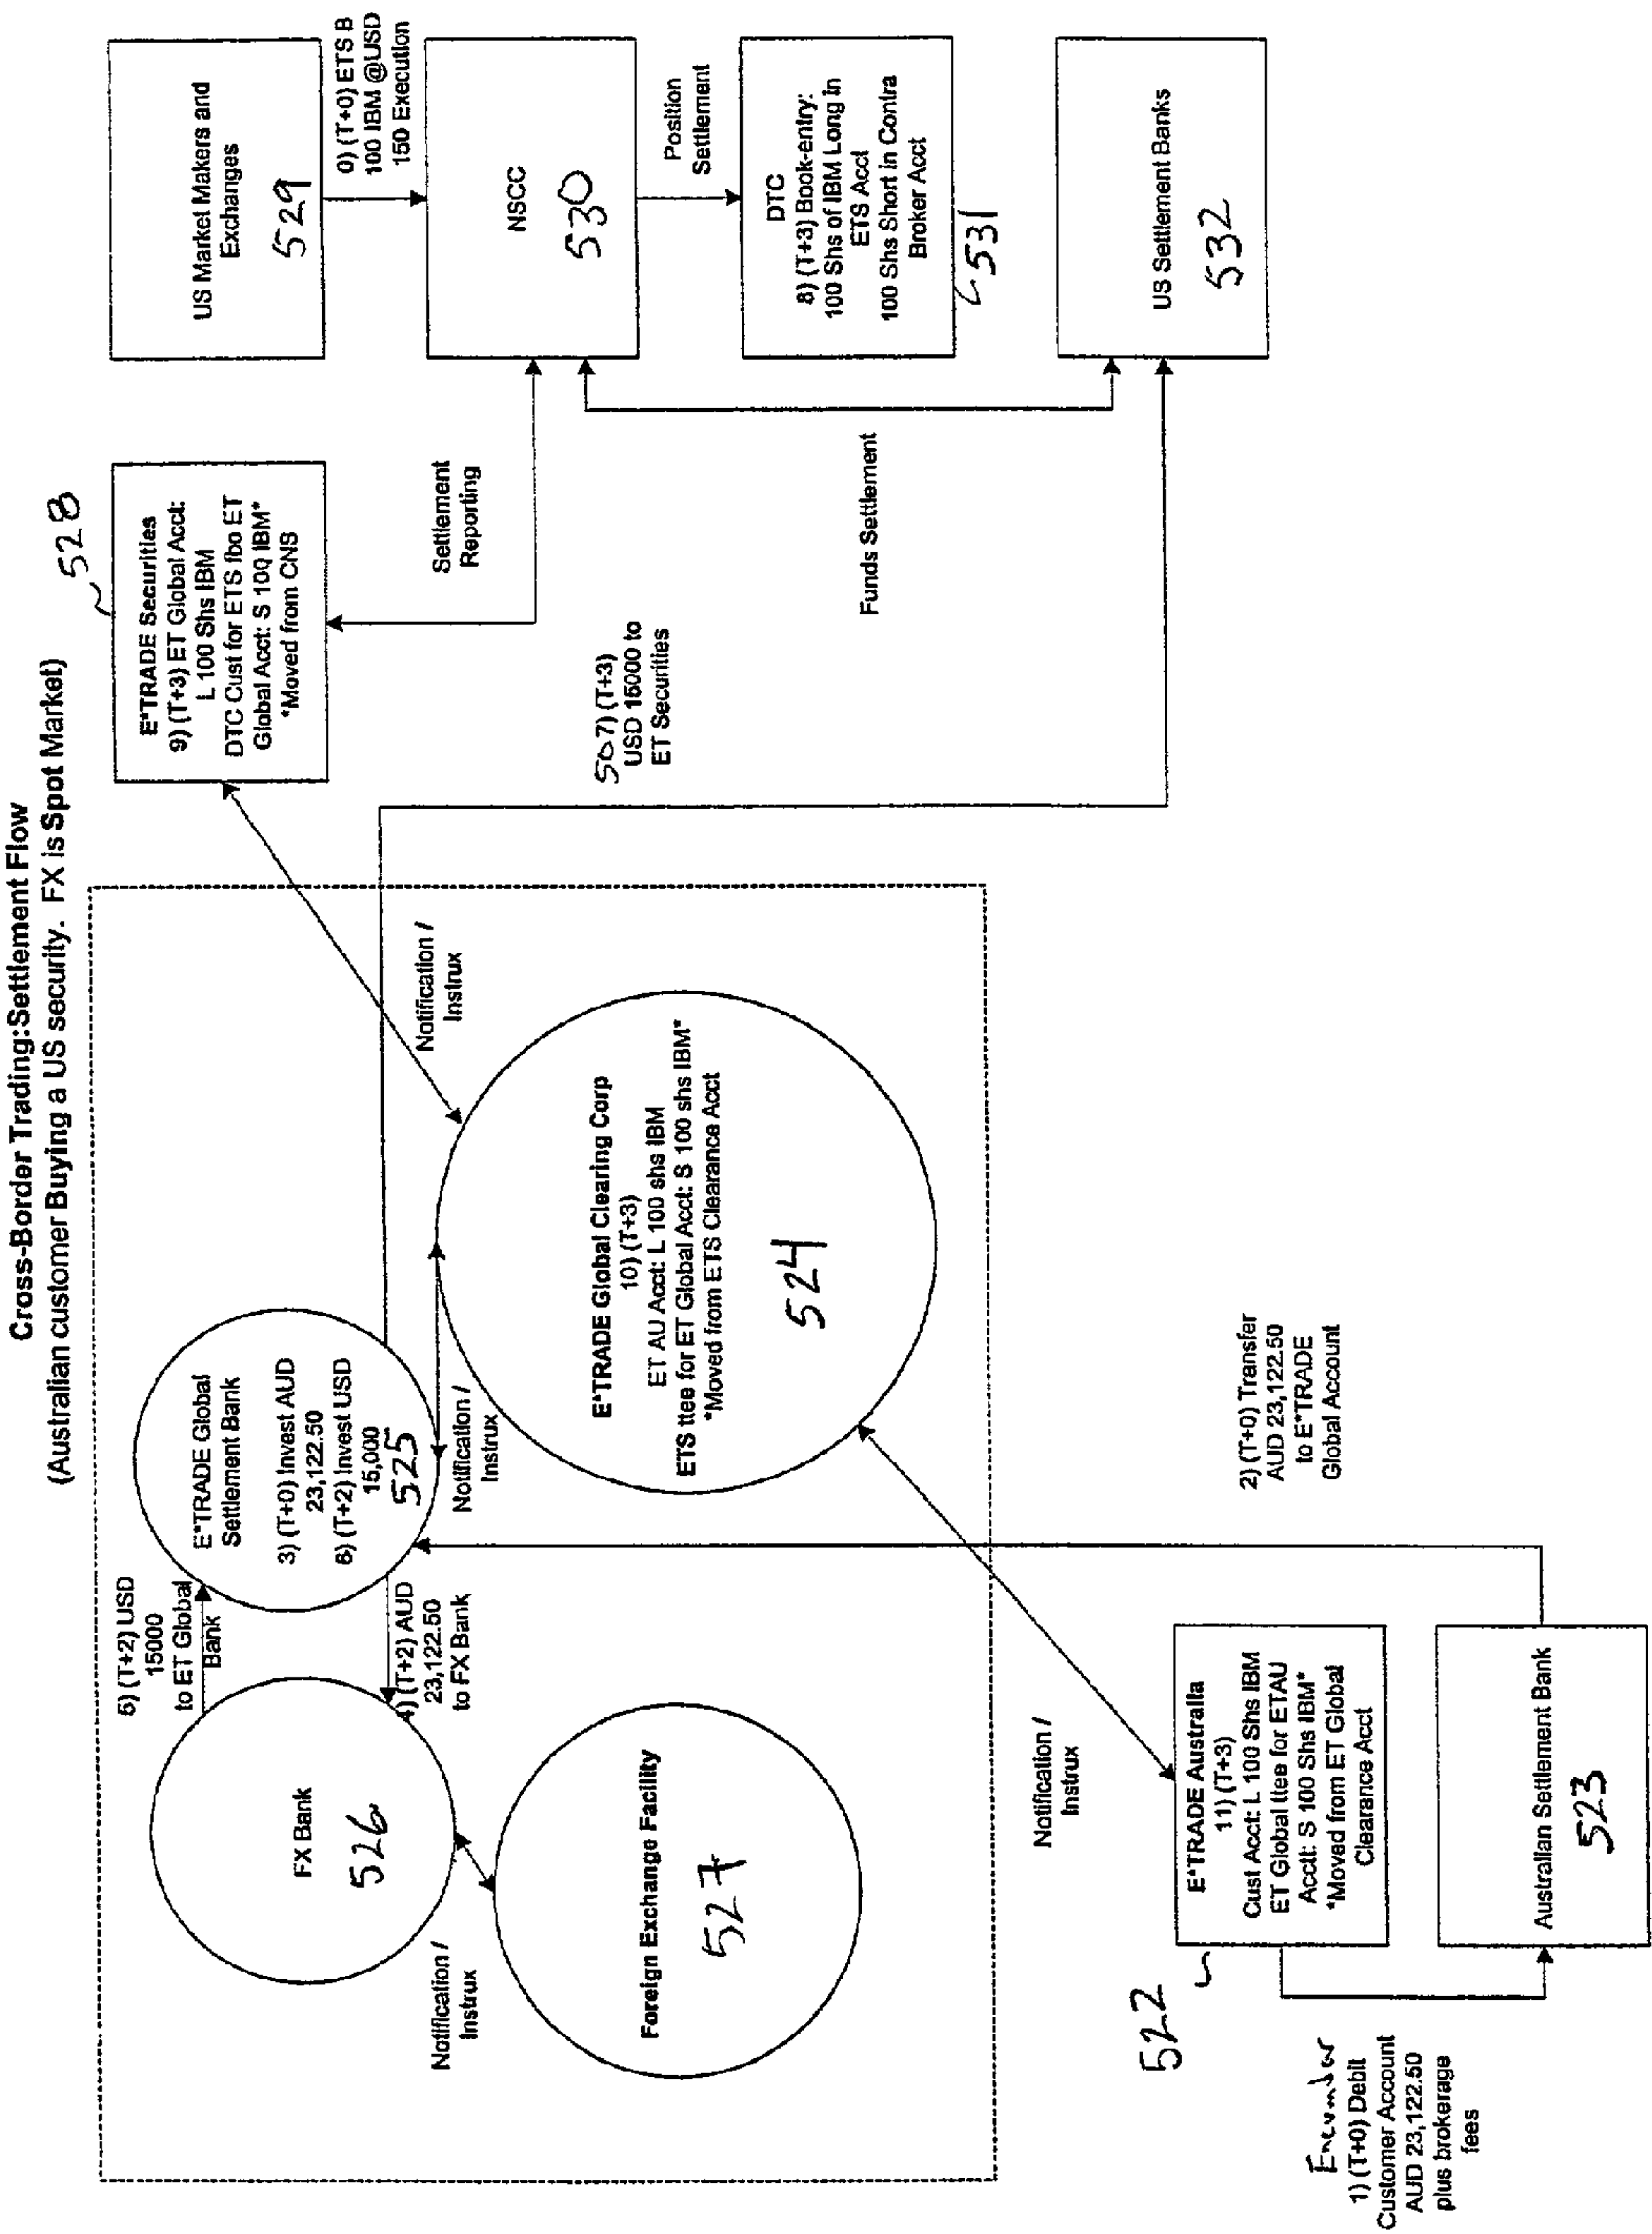 Cross-Border Trading:Settlement Flow
(Australian customer Buying a US security. FX is Spot Market)
5) (T+2) USD
15000
to ET Global
Bank
FX Bank
526
4) (T+2) AUD
23,122.50
to FX Bank
E*TRADE Global
Settlement Bank
3) (T+0) Invest AUD
23,122.50
6) (T+2) Invest USD
15,000
525
Notification /
Instrux
Foreign Exchange Facility
527
Notification /
Instrux
E*TRADE Global Clearing Corp
10) (T+3)
ET AU Acct: L 100 shs IBM
ETS ttee for ET Global Acct: S 100 shs IBM*
*Moved from ETS Clearance Acct
524
Notification /
Instrux
528
E*TRADE Securities
9) (T+3) ET Global Acct:
L 100 Shs IBM
DTC Cust for ETS fbo ET
Global Acct: S 100 IBM*
*Moved from CNS
US Market Makers and
Exchanges
529
0) (T+0) ETS B
100 IBM @USD
150 Execution
Settlement
Reporting
NSCC
530
507) (T+3)
USD 15000 to
ET Securities
Position
Settlement
DTC
8) (T+3) Book-entry:
100 Shs of IBM Long in
ETS Acct
100 Shs Short in Contra
Broker Acct
531
Funds Settlement
US Settlement Banks
532
Notification /
Instrux
2) (T+0) Transfer
AUD 23,122.50
to E*TRADE
Global Account
522
E*TRADE Australia
11) (T+3)
Cust Acct: L 100 Shs IBM
ET Global ttee for ETAU
Acctt: S 100 Shs IBM*
*Moved from ET Global
Clearance Acct
Encumber
1) (T+0) Debit
Customer Account
AUD 23,122.50
plus brokerage
fees
Australian Settlement Bank
523